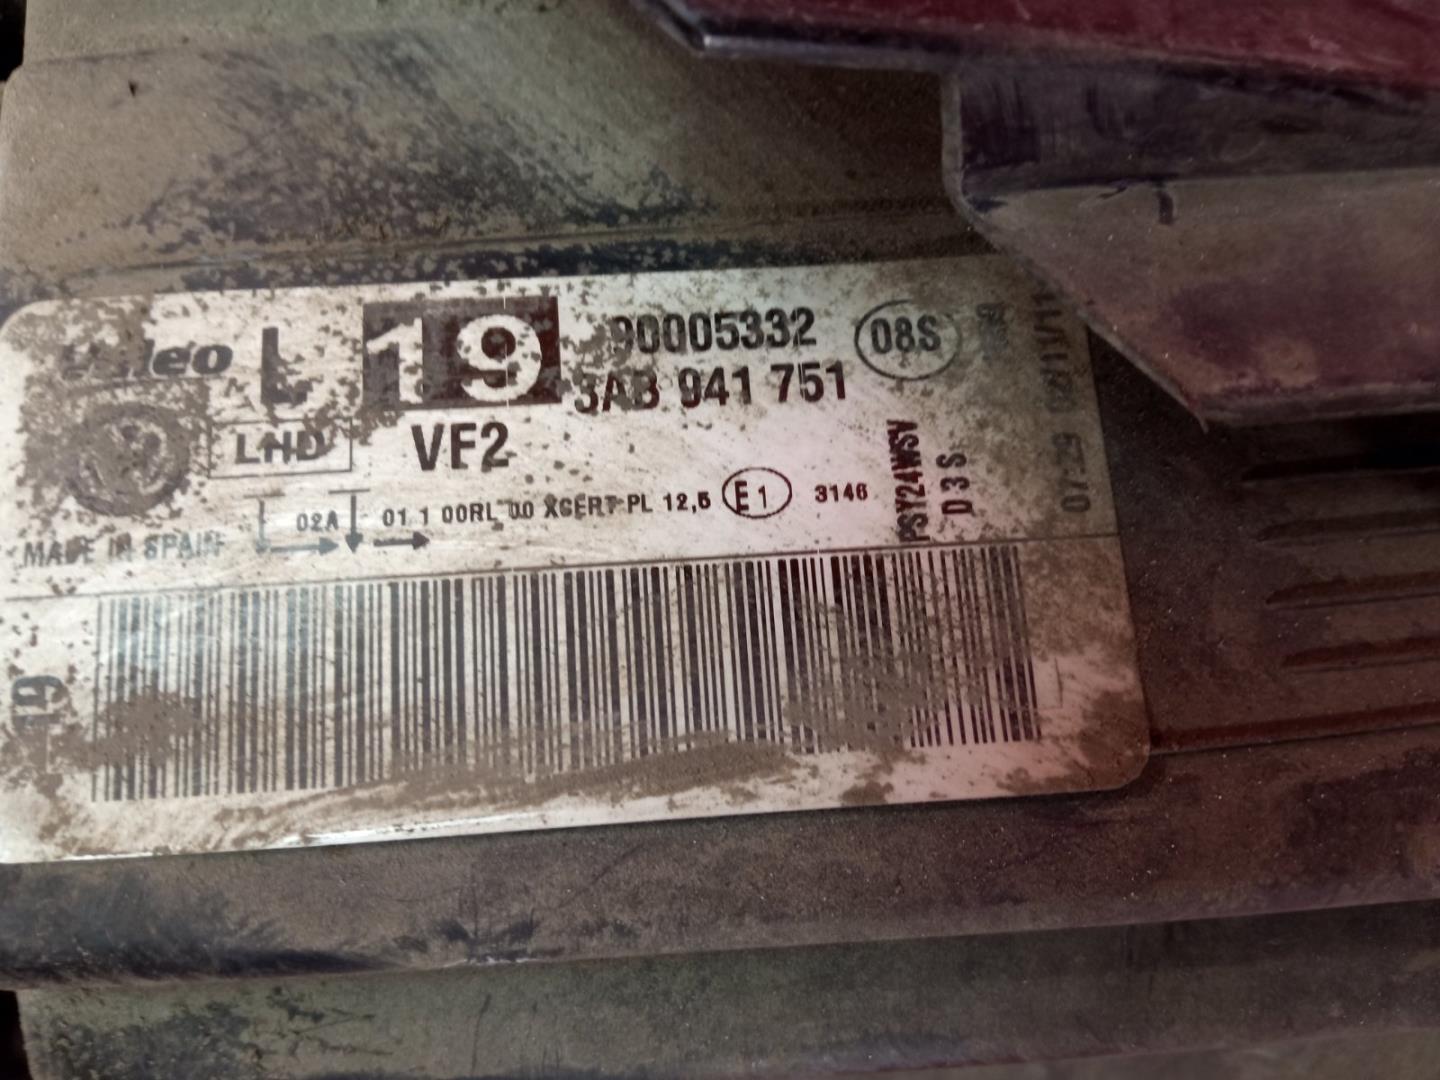 Valeo L 19 90005332 08S
3AB 941 751
LHD VF2
02A 01 1 00RL 00 XCERT PL 12,5 E1 3146
PSY24WSV
D3S
MADE IN SPAIN
19